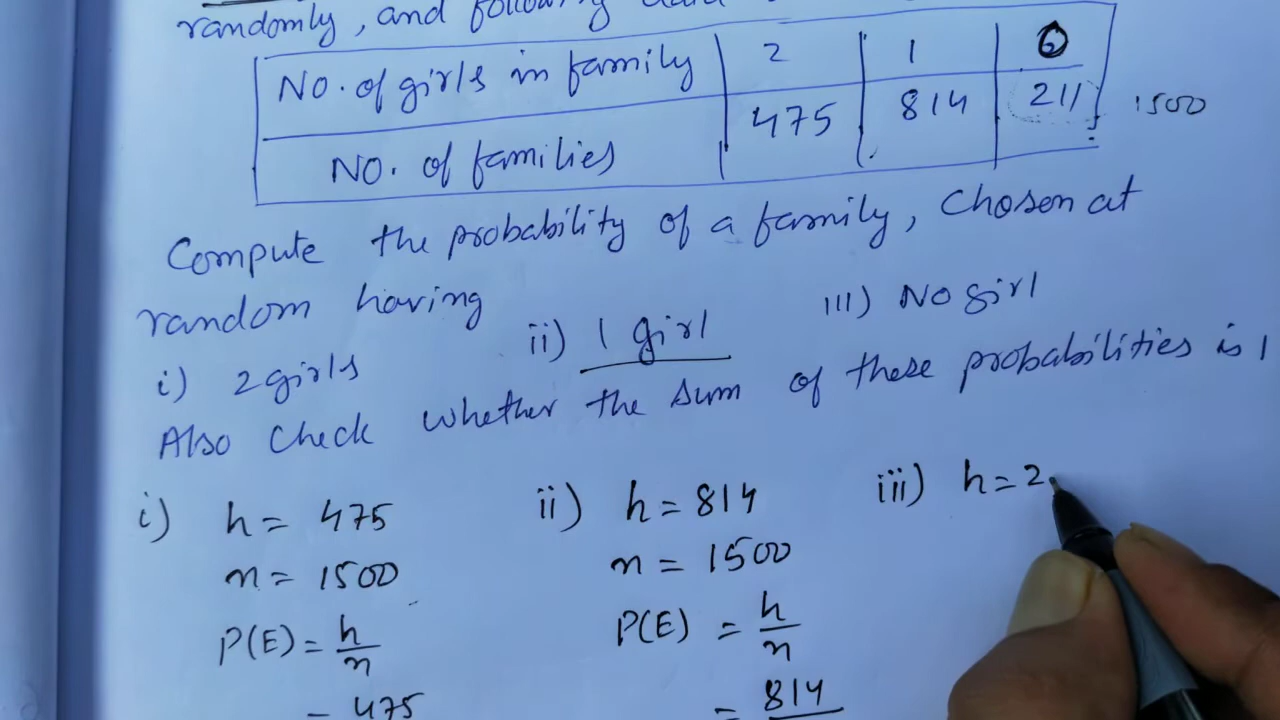 randomly, and following data
No. of girls in family 2 1 0
No. of families 475 814 211 1500
Compute the probability of a family, chosen at
random having
i) 2 girls ii) 1 girl iii) No girl
Also check whether the sum of these probabilities is 1
i) h = 475 ii) h = 814 iii) h = 2
n = 1500 n = 1500
P(E) = h/n P(E) = h/n
= 475 = 814